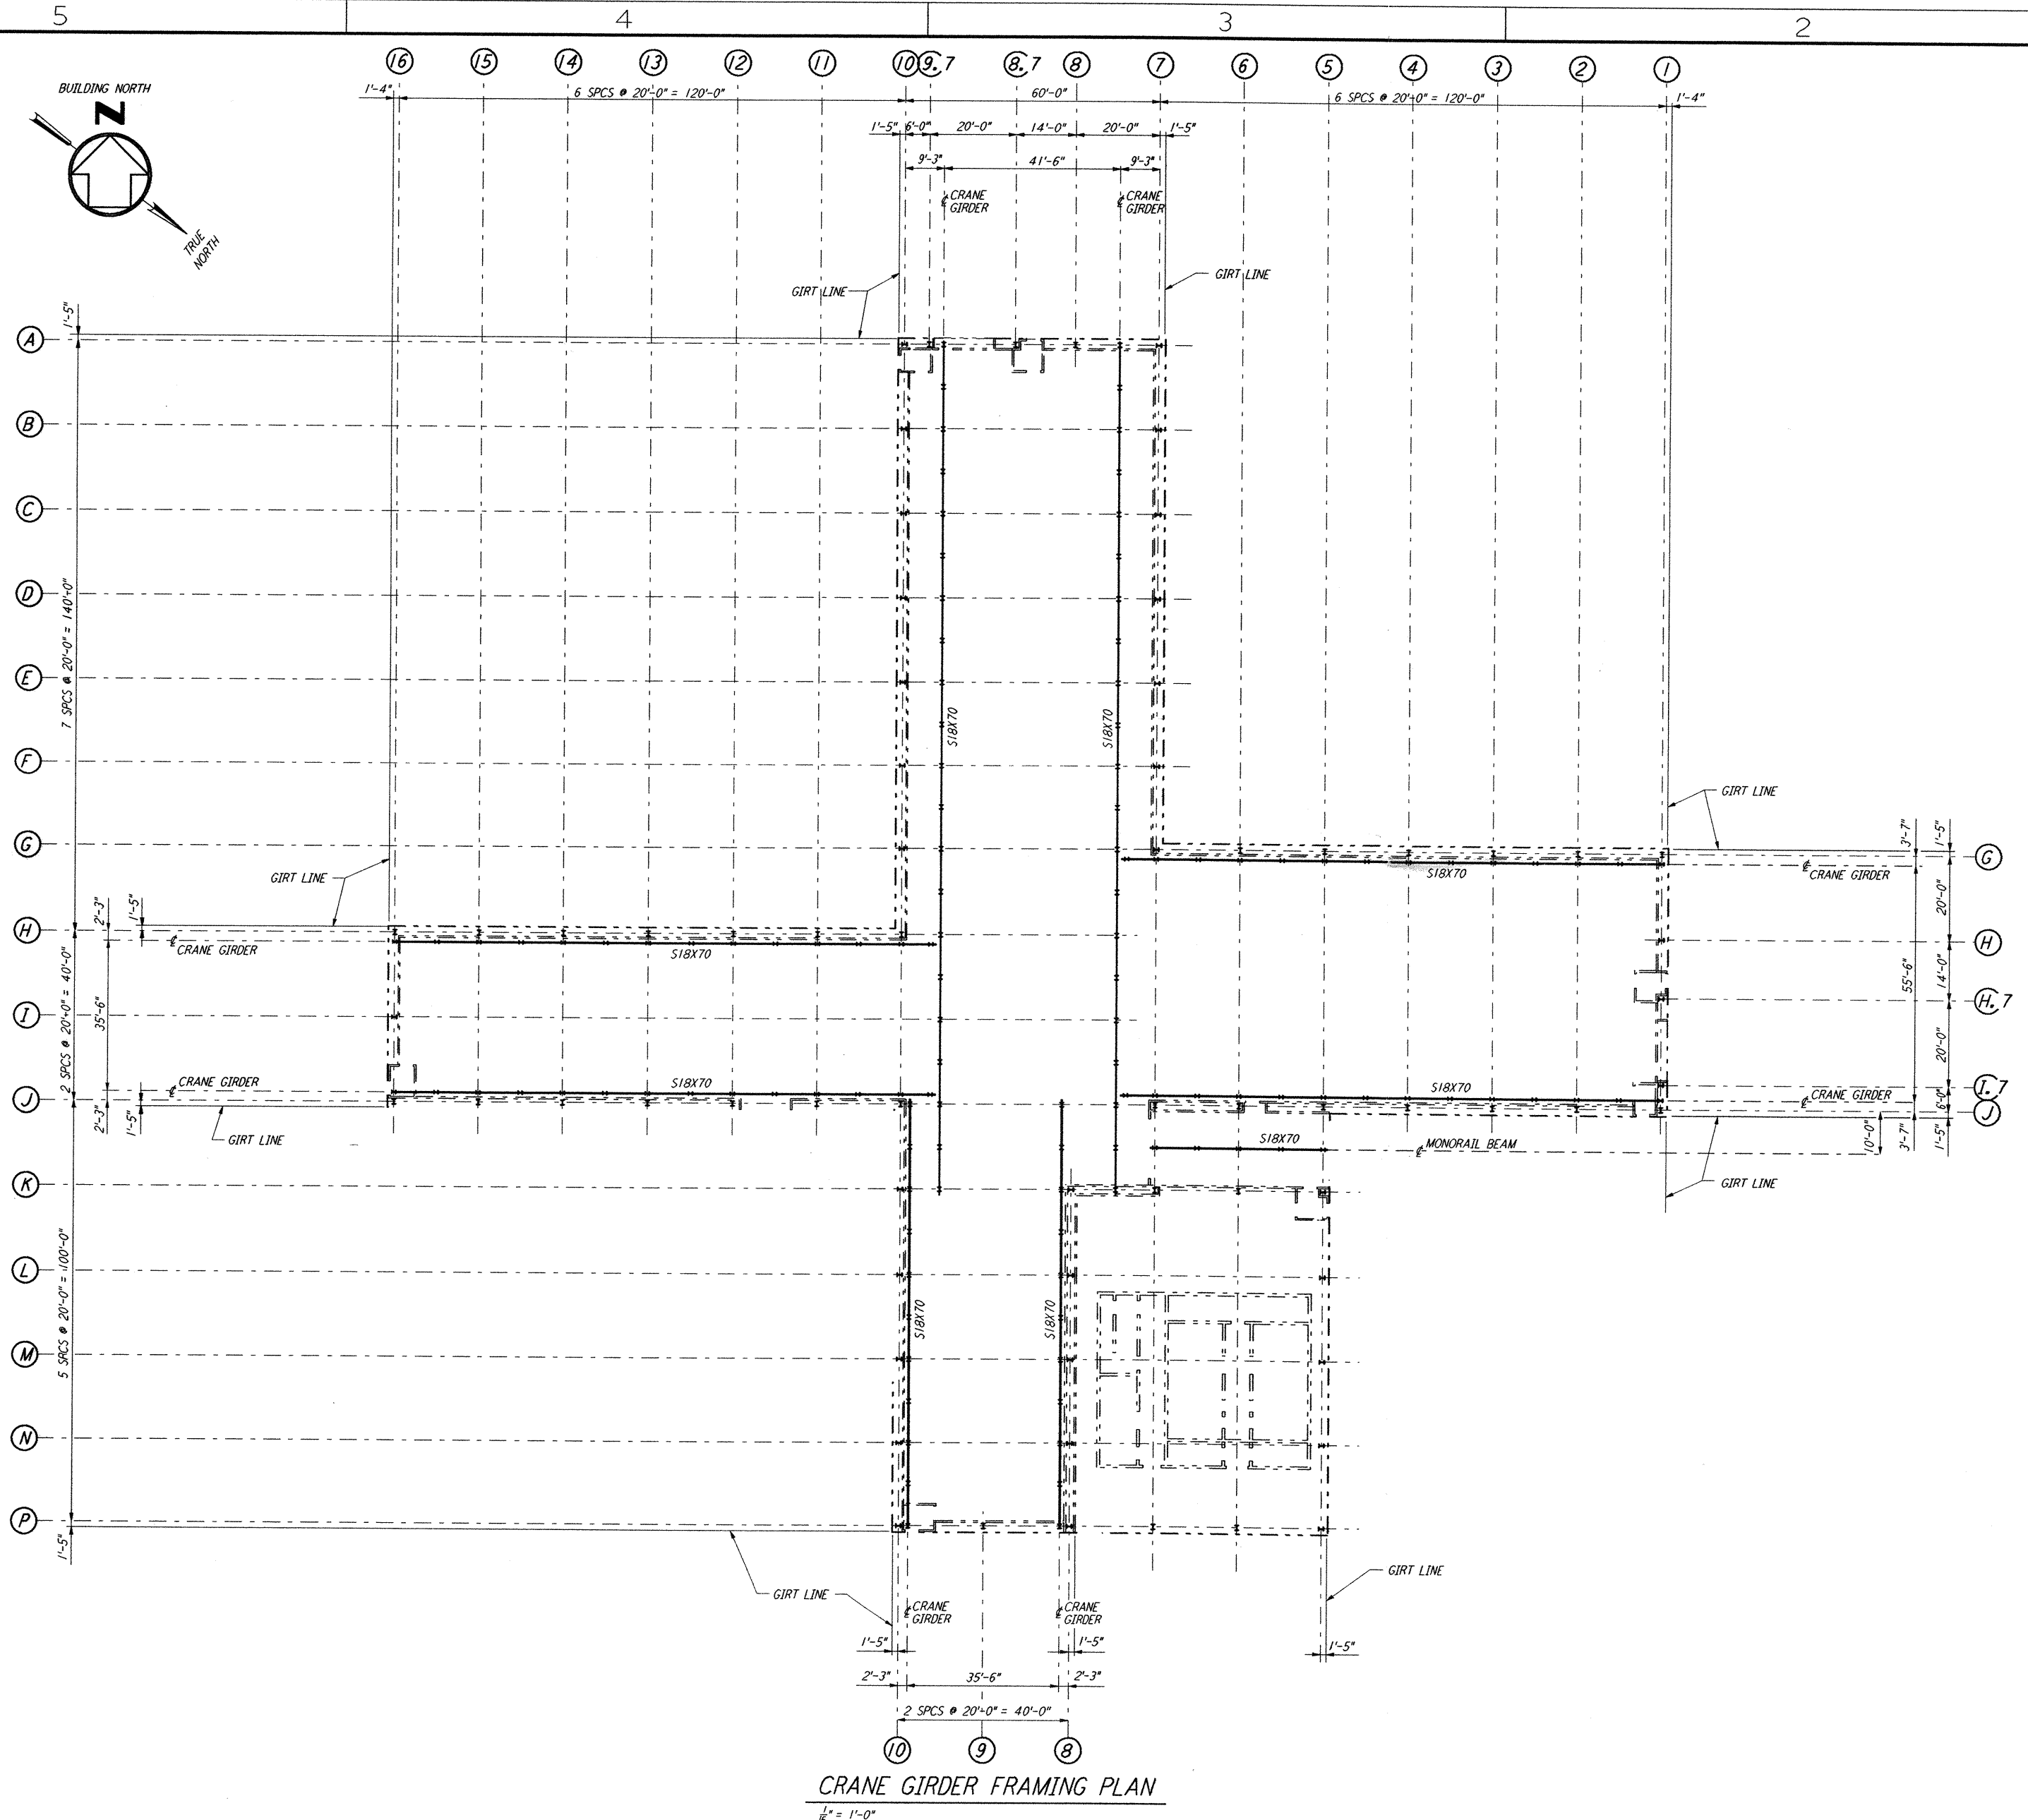 5 4 3 2
16 15 14 13 12 11 10 9.7 8.7 8 7 6 5 4 3 2 1
BUILDING NORTH
N
TRUE
NORTH
1'-4" 6 SPCS @ 20'-0" = 120'-0" 60'-0" 6 SPCS @ 20'-0" = 120'-0" 1'-4"
1'-5" 6'-0" 20'-0" 14'-0" 20'-0" 1'-5"
9'-3" 41'-6" 9'-3"
℄ CRANE
GIRDER
℄ CRANE
GIRDER
GIRT LINE
GIRT LINE
1'-5"
A
B
C
D
E
F
G
H
I
J
K
L
M
N
P
7 SPCS @ 20'-0" = 140'-0"
2 SPCS @ 20'-0" = 40'-0"
5 SPCS @ 20'-0" = 100'-0"
1'-5"
S18X70
S18X70
GIRT LINE
2'-3"
1'-5"
℄ CRANE GIRDER
S18X70
35'-6"
℄ CRANE GIRDER
S18X70
2'-3"
1'-5"
GIRT LINE
GIRT LINE
3'-7"
1'-5"
S18X70
℄ CRANE GIRDER
G
H
H.7
I.7
J
20'-0"
14'-0"
20'-0"
6'-0"
55'-6"
S18X70
℄ CRANE GIRDER
S18X70
℄ MONORAIL BEAM
10'-0"
3'-7"
1'-5"
GIRT LINE
S18X70
S18X70
GIRT LINE
GIRT LINE
℄ CRANE
GIRDER
℄ CRANE
GIRDER
1'-5" 1'-5" 1'-5"
2'-3" 35'-6" 2'-3"
2 SPCS @ 20'-0" = 40'-0"
10 9 8
CRANE GIRDER FRAMING PLAN
1/16" = 1'-0"